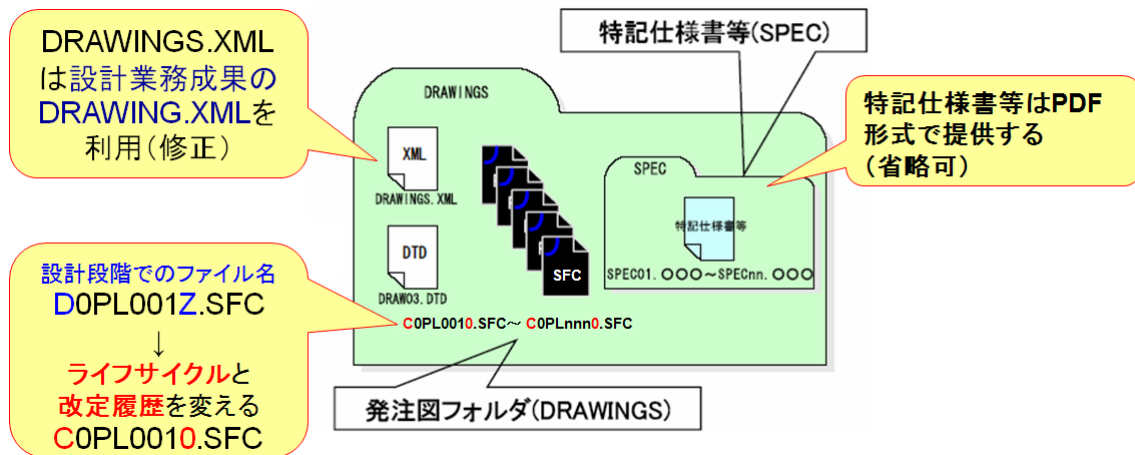 DRAWINGS.XML
は設計業務成果の
DRAWING.XMLを
利用(修正)
特記仕様書等(SPEC)
特記仕様書等はPDF
形式で提供する
(省略可)
DRAWINGS
XML
DRAWINGS.XML
DTD
DRAW03.DTD
SFC
SPEC
特記仕様書等
SPEC01.〇〇〇～SPECnn.〇〇〇
C0PL0010.SFC～ C0PLnnn0.SFC
設計段階でのファイル名
D0PL001Z.SFC
↓
ライフサイクルと
改定履歴を変える
C0PL0010.SFC
発注図フォルダ(DRAWINGS)